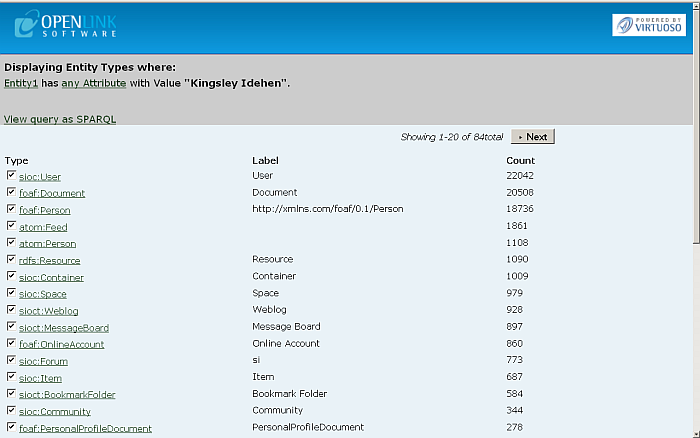 OPENLINK
SOFTWARE
POWERED BY
VIRTUOSO
Displaying Entity Types where:
Entity1 has any Attribute with Value "Kingsley Idehen".
View query as SPARQL
Showing 1-20 of 84total Next
Type Label Count
sioc:User User 22042
foaf:Document Document 20508
foaf:Person http://xmlns.com/foaf/0.1/Person 18736
atom:Feed 1861
atom:Person 1108
rdfs:Resource Resource 1090
sioc:Container Container 1009
sioc:Space Space 979
sioct:Weblog Weblog 928
sioct:MessageBoard Message Board 897
foaf:OnlineAccount Online Account 860
sioc:Forum si 773
sioc:Item Item 687
sioct:BookmarkFolder Bookmark Folder 584
sioc:Community Community 344
foaf:PersonalProfileDocument PersonalProfileDocument 278